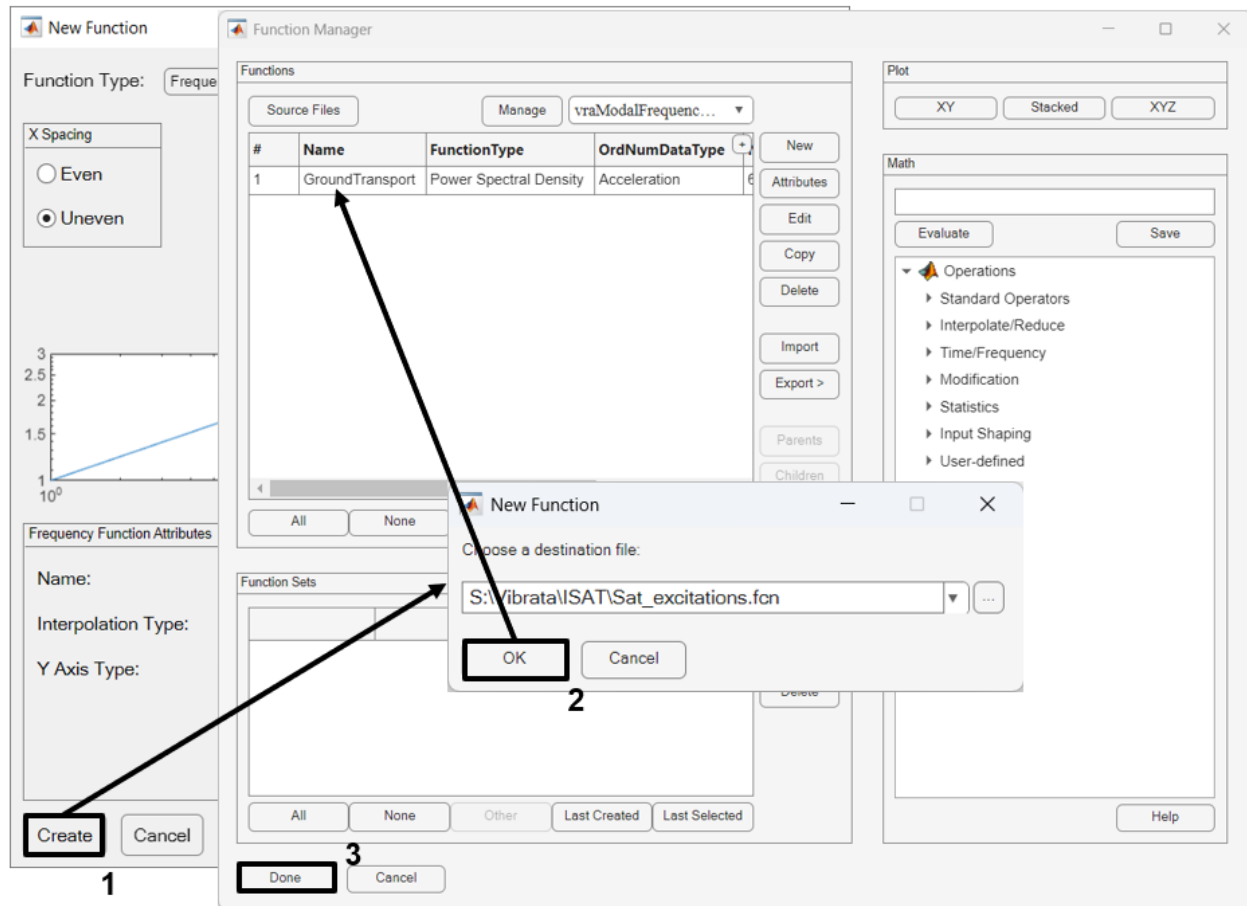 New Function
Function Type: Freque
X Spacing
Even
Uneven
3
2.5
2
1.5
1
10⁰
Frequency Function Attributes
Name:
Interpolation Type:
Y Axis Type:
Create Cancel
1
Function Manager
Functions
Source Files Manage vraModalFrequenc...
# Name FunctionType OrdNumDataType +
1 GroundTransport Power Spectral Density Acceleration 6
New
Attributes
Edit
Copy
Delete
Import
Export >
Parents
Children
All None
Function Sets
Delete
All None Other Last Created Last Selected
3
Done Cancel
New Function
Choose a destination file:
S:\Vibrata\ISAT\Sat_excitations.fcn ...
OK Cancel
2
Plot
XY Stacked XYZ
Math
Evaluate Save
Operations
Standard Operators
Interpolate/Reduce
Time/Frequency
Modification
Statistics
Input Shaping
User-defined
Help